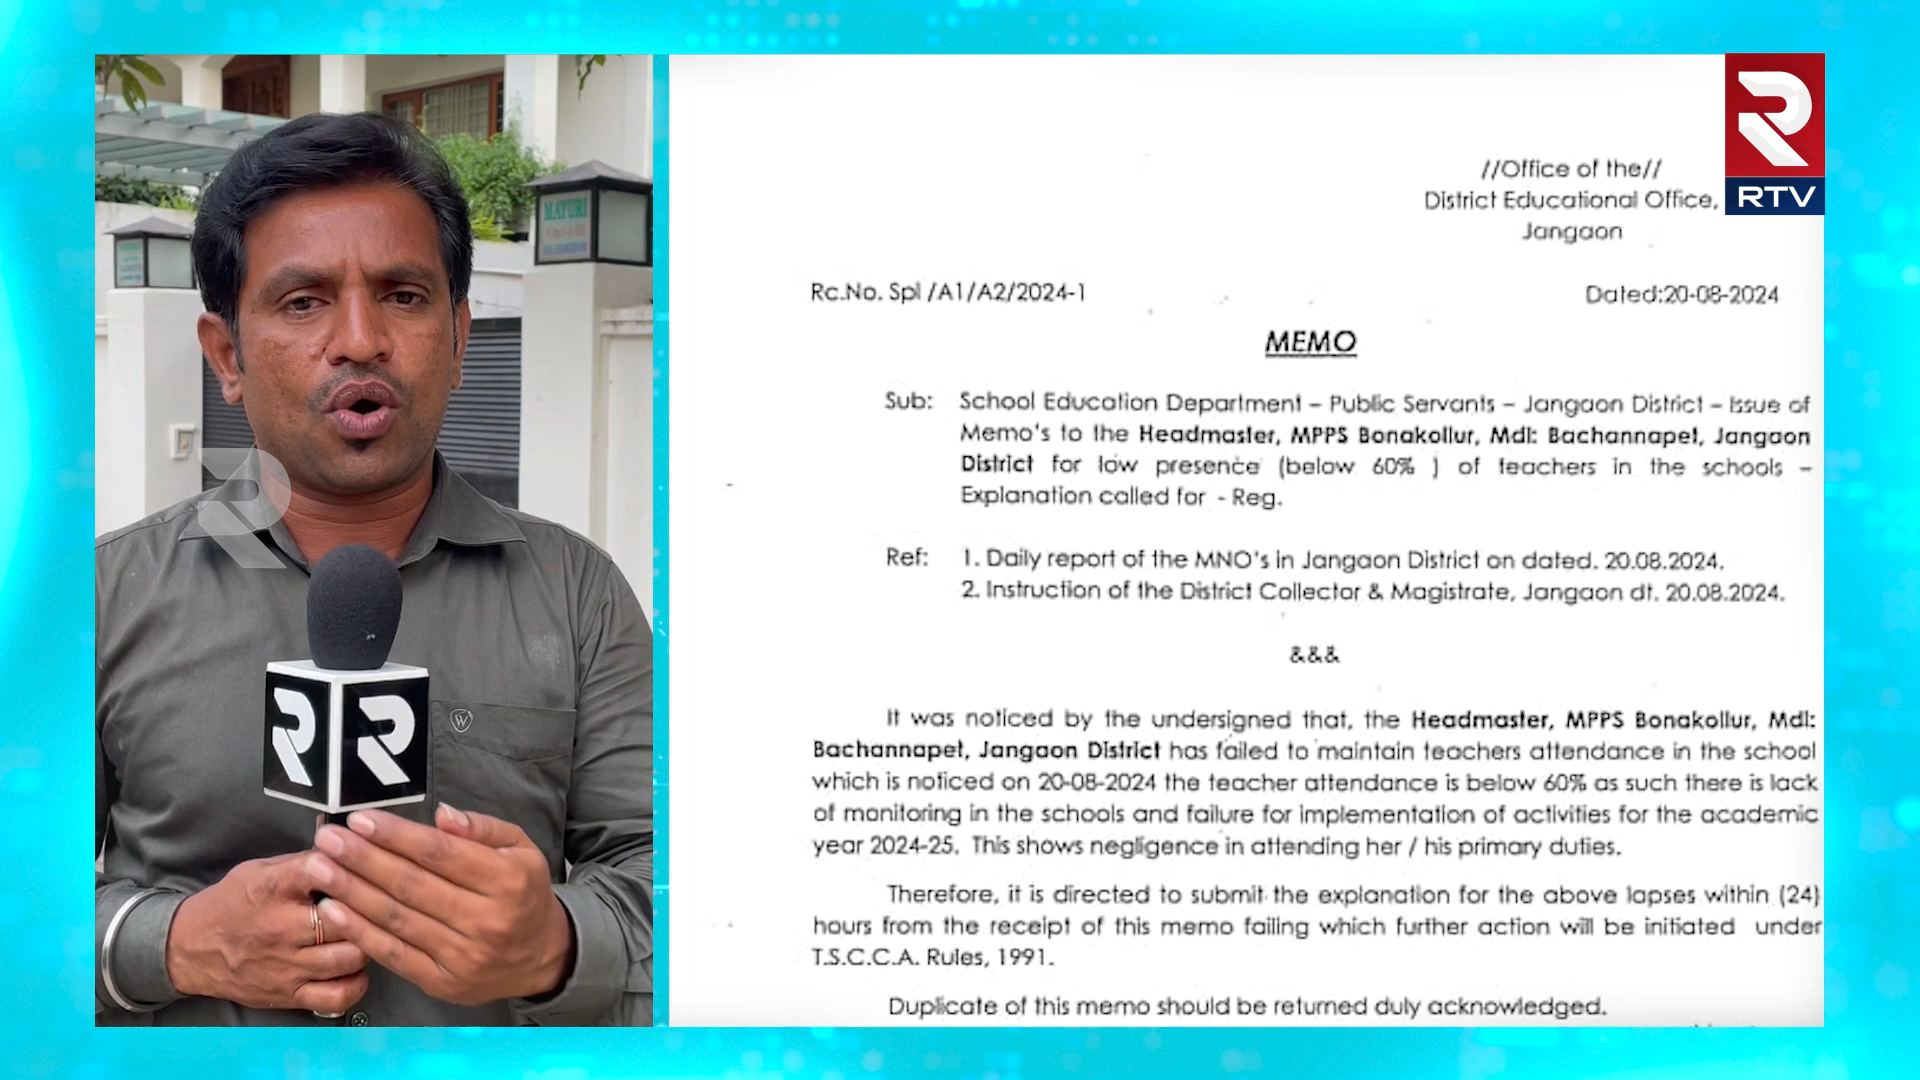 MAYURI
RTV
//Office of the//
District Educational Office,
Jangaon
Rc.No. Spl /A1/A2/2024-1
Dated:20-08-2024
MEMO
Sub: School Education Department – Public Servants – Jangaon District – Issue of
Memo's to the Headmaster, MPPS Bonakollur, Mdl: Bachannapet, Jangaon
District for low presence (below 60% ) of teachers in the schools –
Explanation called for - Reg.
Ref: 1. Daily report of the MNO's in Jangaon District on dated. 20.08.2024.
2. Instruction of the District Collector & Magistrate, Jangaon dt. 20.08.2024.
&&&
It was noticed by the undersigned that, the Headmaster, MPPS Bonakollur, Mdl:
Bachannapet, Jangaon District has failed to maintain teachers attendance in the school
which is noticed on 20-08-2024 the teacher attendance is below 60% as such there is lack
of monitoring in the schools and failure for implementation of activities for the academic
year 2024-25. This shows negligence in attending her / his primary duties.
Therefore, it is directed to submit the explanation for the above lapses within (24)
hours from the receipt of this memo failing which further action will be initiated under
T.S.C.C.A. Rules, 1991.
Duplicate of this memo should be returned duly acknowledged.